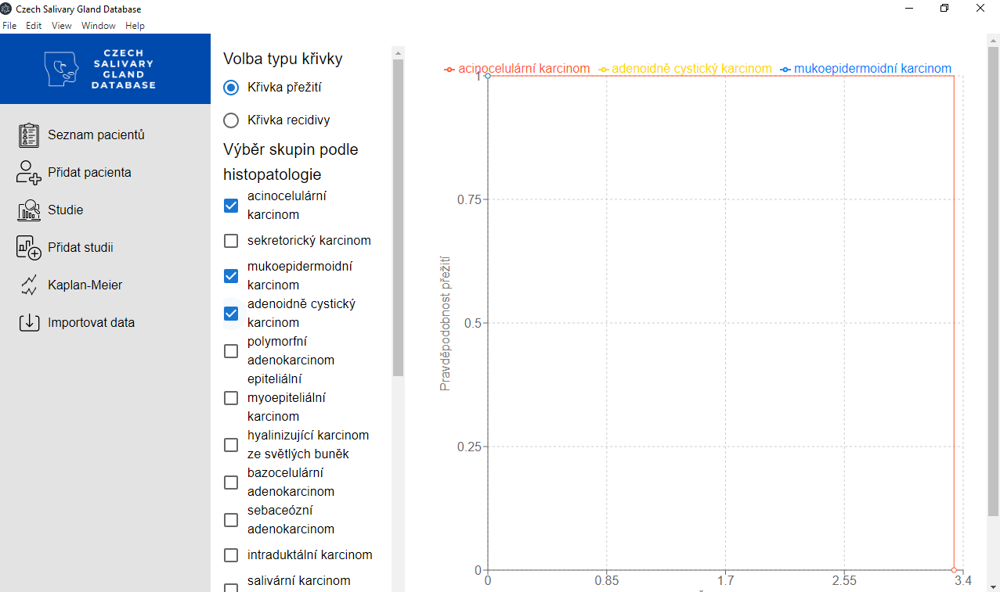 Czech Salivary Gland Database
File Edit View Window Help
CZECH
SALIVARY
GLAND
DATABASE
Seznam pacientů
Přidat pacienta
Studie
Přidat studii
Kaplan-Meier
Importovat data
Volba typu křivky
Křivka přežití
Křivka recidivy
Výběr skupin podle
histopatologie
acinocelulární
karcinom
sekretorický karcinom
mukoepidermoidní
karcinom
adenoidně cystický
karcinom
polymorfní
adenokarcinom
epiteliální
myoepiteliální
karcinom
hyalinizující karcinom
ze světlých buněk
bazocelulární
adenokarcinom
sebaceózní
adenokarcinom
intraduktální karcinom
salivární karcinom
acinocelulární karcinom adenoidně cystický karcinom mukoepidermoidní karcinom
1
0.75
0.5
0.25
0
Pravděpodobnost přežití
0 0.85 1.7 2.55 3.4